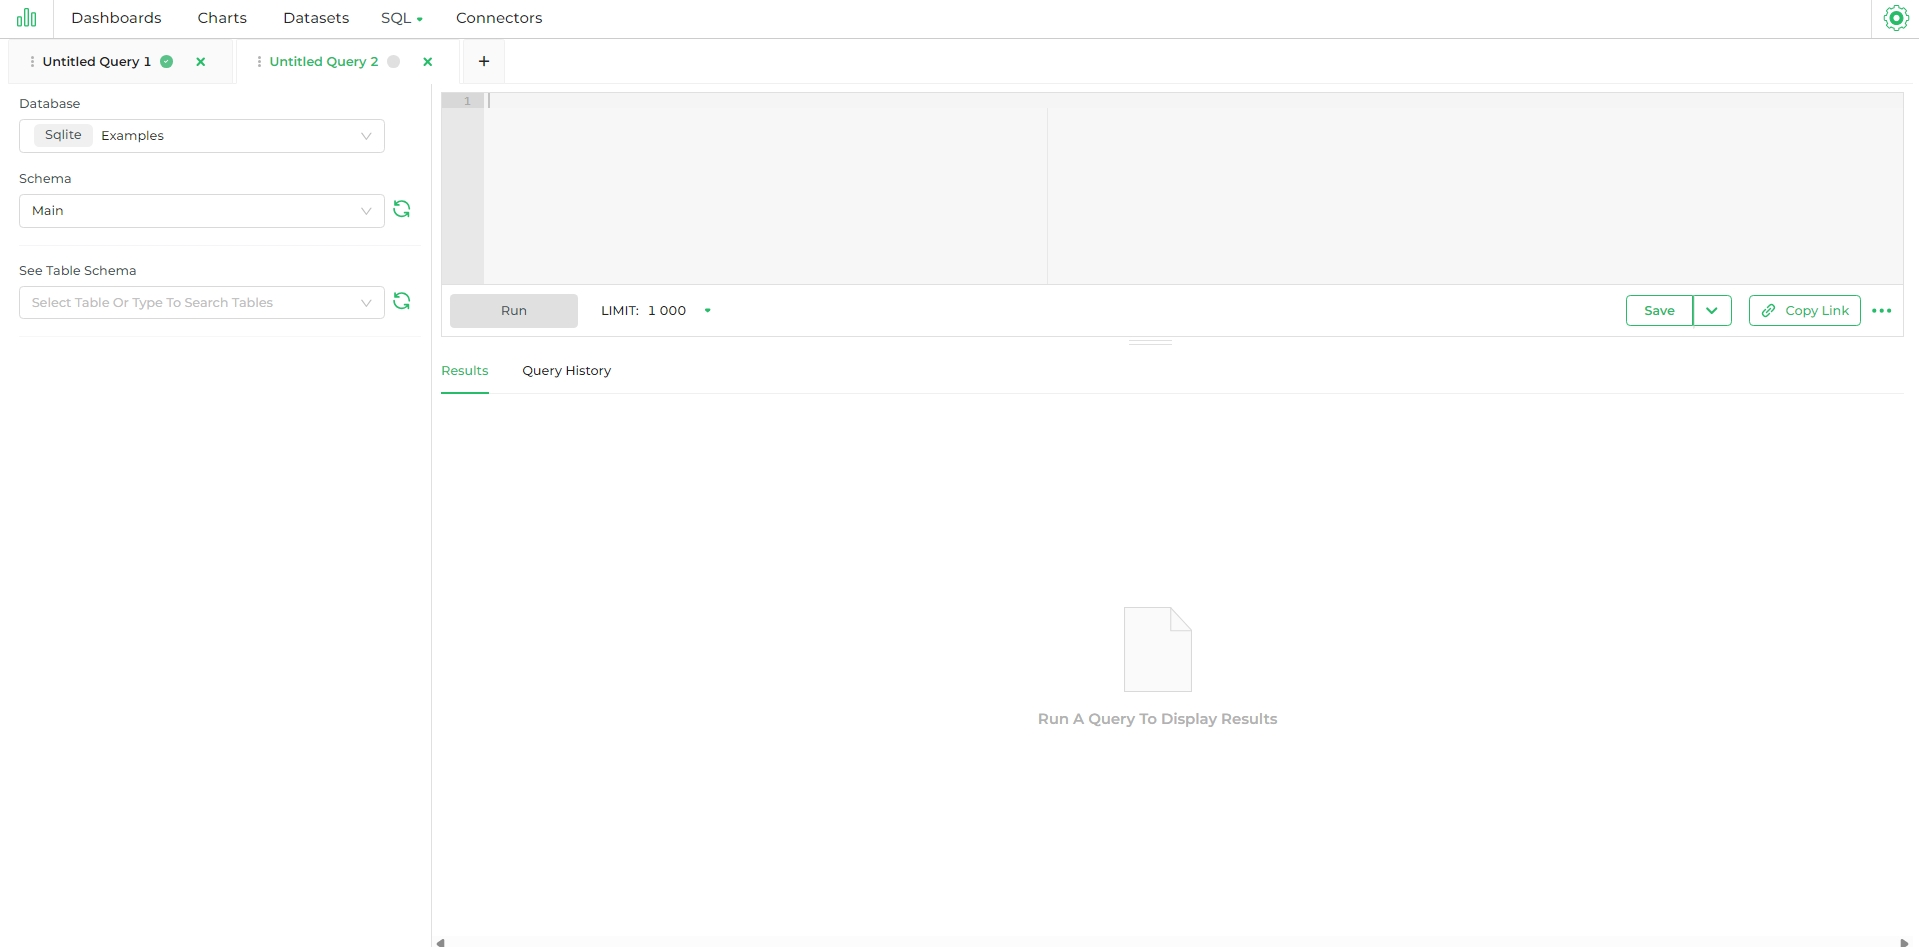 Dashboards Charts Datasets SQL Connectors
Untitled Query 1 Untitled Query 2 +
Database
Sqlite Examples
Schema
Main
See Table Schema
Select Table Or Type To Search Tables
1
Run LIMIT: 1 000 Save Copy Link
Results Query History
Run A Query To Display Results